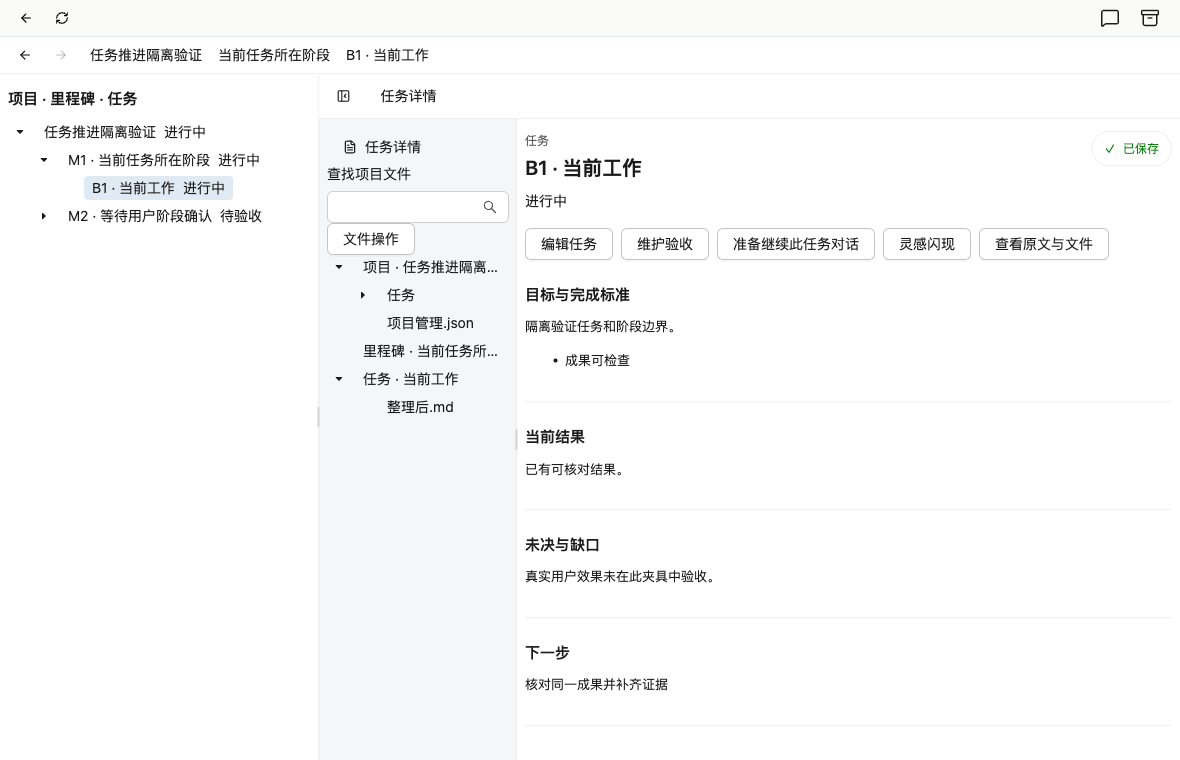 任务推进隔离验证 当前任务所在阶段 B1 · 当前工作
项目 · 里程碑 · 任务
任务推进隔离验证 进行中
M1 · 当前任务所在阶段 进行中
B1 · 当前工作 进行中
M2 · 等待用户阶段确认 待验收
任务详情
任务详情
查找项目文件
文件操作
项目 · 任务推进隔离...
任务
项目管理.json
里程碑 · 当前任务所...
任务 · 当前工作
整理后.md
任务
B1 · 当前工作
已保存
进行中
编辑任务 维护验收 准备继续此任务对话 灵感闪现 查看原文与文件
目标与完成标准
隔离验证任务和阶段边界。
• 成果可检查
当前结果
已有可核对结果。
未决与缺口
真实用户效果未在此夹具中验收。
下一步
核对同一成果并补齐证据